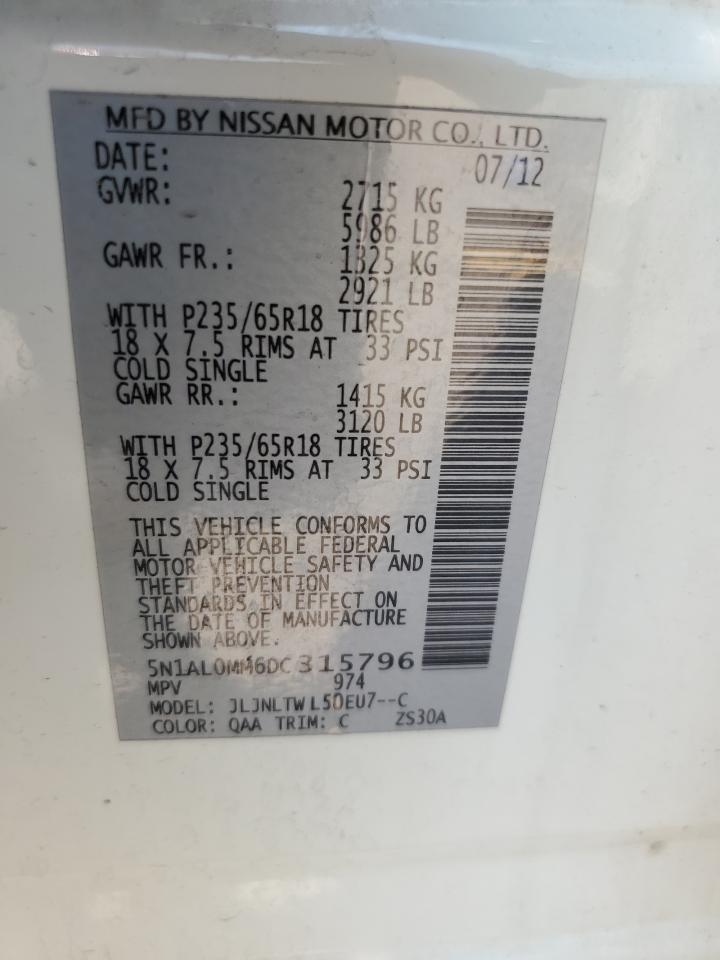 MFD BY NISSAN MOTOR CO., LTD.
DATE: 07/12
GVWR: 2715 KG
5986 LB
GAWR FR.: 1325 KG
2921 LB
WITH P235/65R18 TIRES
18 X 7.5 RIMS AT 33 PSI
COLD SINGLE
GAWR RR.: 1415 KG
3120 LB
WITH P235/65R18 TIRES
18 X 7.5 RIMS AT 33 PSI
COLD SINGLE
THIS VEHICLE CONFORMS TO
ALL APPLICABLE FEDERAL
MOTOR VEHICLE SAFETY AND
THEFT PREVENTION
STANDARDS IN EFFECT ON
THE DATE OF MANUFACTURE
SHOWN ABOVE.
5N1AL0MM6DC315796
MPV 974
MODEL: JLJNLTWL50EU7--C
COLOR: QAA TRIM: C ZS30A